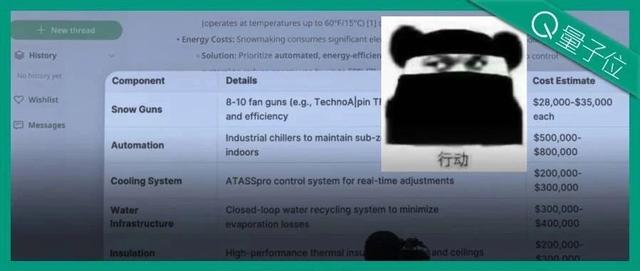 量子位
+ New thread
History
No history yet
Wishlist
Messages
[operates at temperatures up to 60°F/15°C) [1]
• Energy Costs: Snowmaking consumes significant
Solution: Prioritize automated, energy-efficien
control
Component Details Cost Estimate
Snow Guns 8-10 fan guns (e.g., TechnoA|pin T
and efficiency
$28,000-$35,000
each
Automation Industrial chillers to maintain sub-z
indoors
$500,000-
$800,000
Cooling System ATASSpro control system for real-time adjustments
$200,000-
$300,000
Water
Infrastructure
Closed-loop water recycling system to minimize
evaporation losses
$300,000-
$400,000
Insulation High-performance thermal insu and ceilings
$200,000-
$300,000
行动